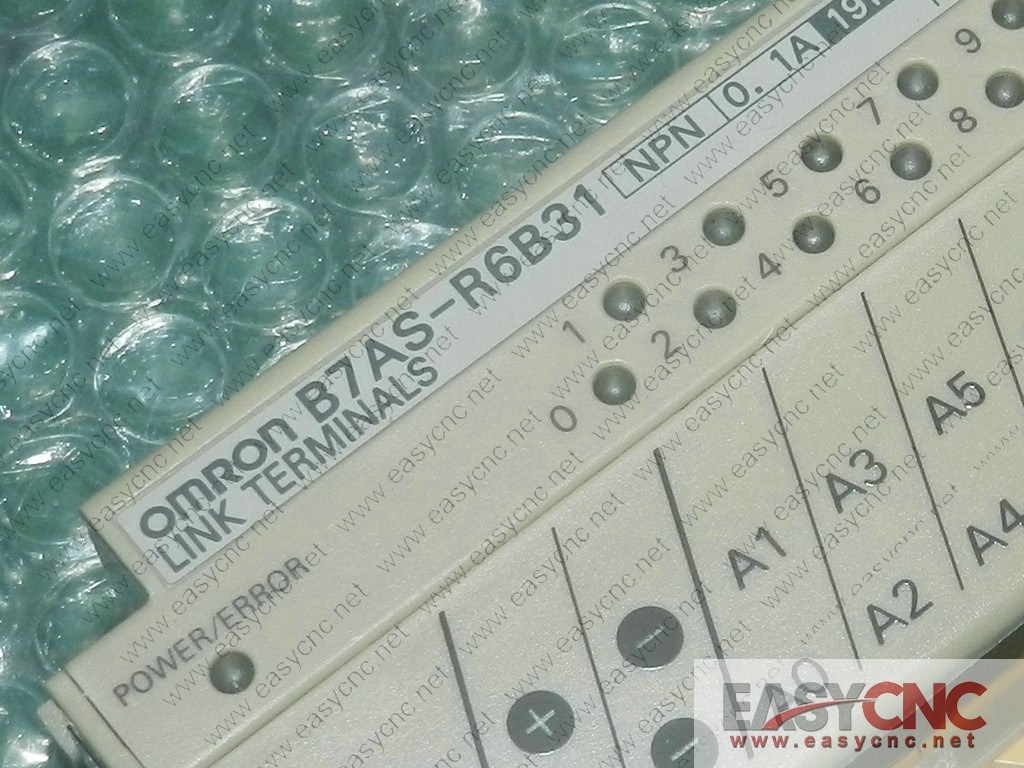 OMRON B7AS-R6B31 NPN 0.1A
LINK TERMINALS
1 3 5 7 9
0 2 4 6 8
POWER/ERROR
A1 A3 A5
+ - A2 A4
-
EASYCNC
www.easycnc.net